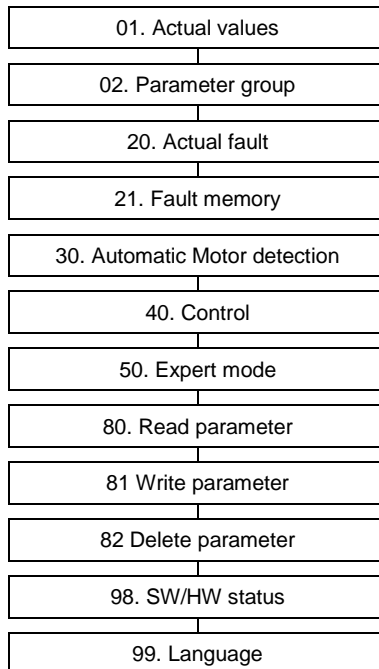 01. Actual values
02. Parameter group
20. Actual fault
21. Fault memory
30. Automatic Motor detection
40. Control
50. Expert mode
80. Read parameter
81 Write parameter
82 Delete parameter
98. SW/HW status
99. Language